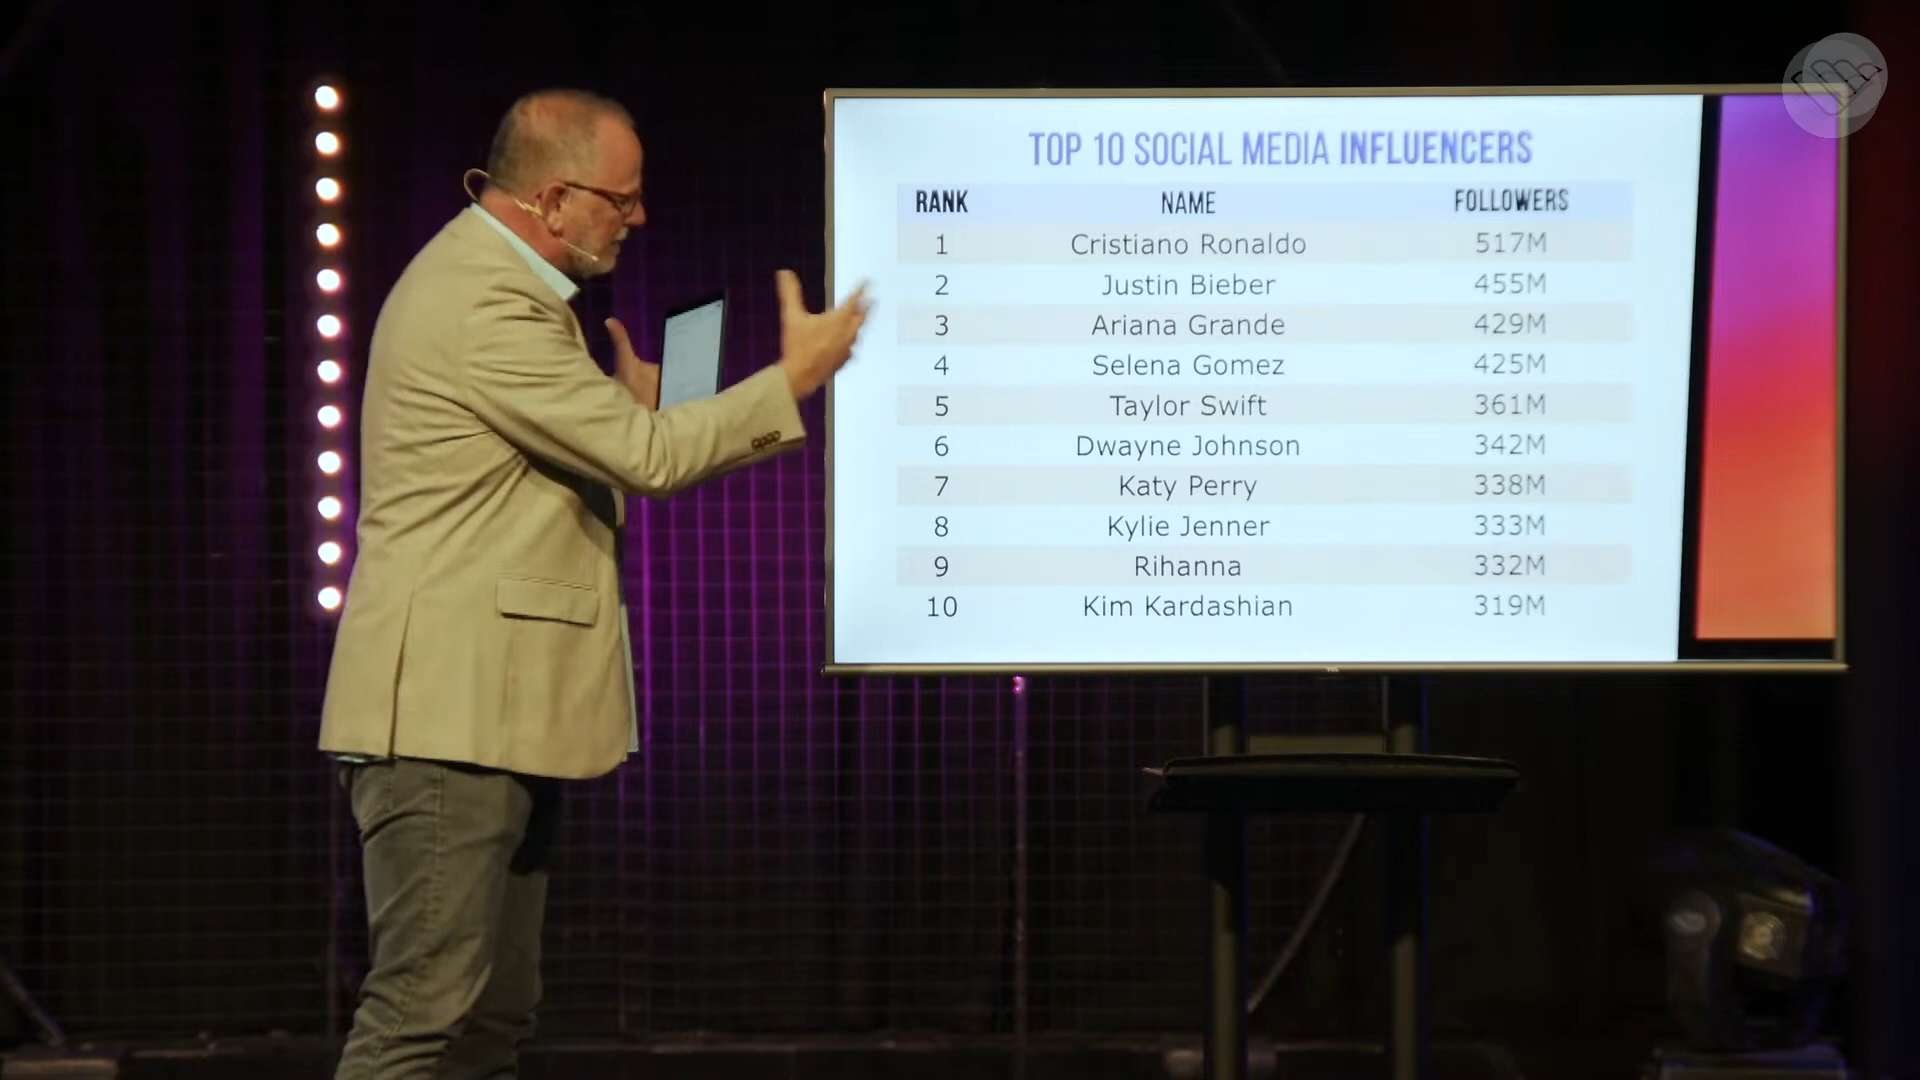 TOP 10 SOCIAL MEDIA INFLUENCERS
RANK NAME FOLLOWERS
1 Cristiano Ronaldo 517M
2 Justin Bieber 455M
3 Ariana Grande 429M
4 Selena Gomez 425M
5 Taylor Swift 361M
6 Dwayne Johnson 342M
7 Katy Perry 338M
8 Kylie Jenner 333M
9 Rihanna 332M
10 Kim Kardashian 319M
TCL